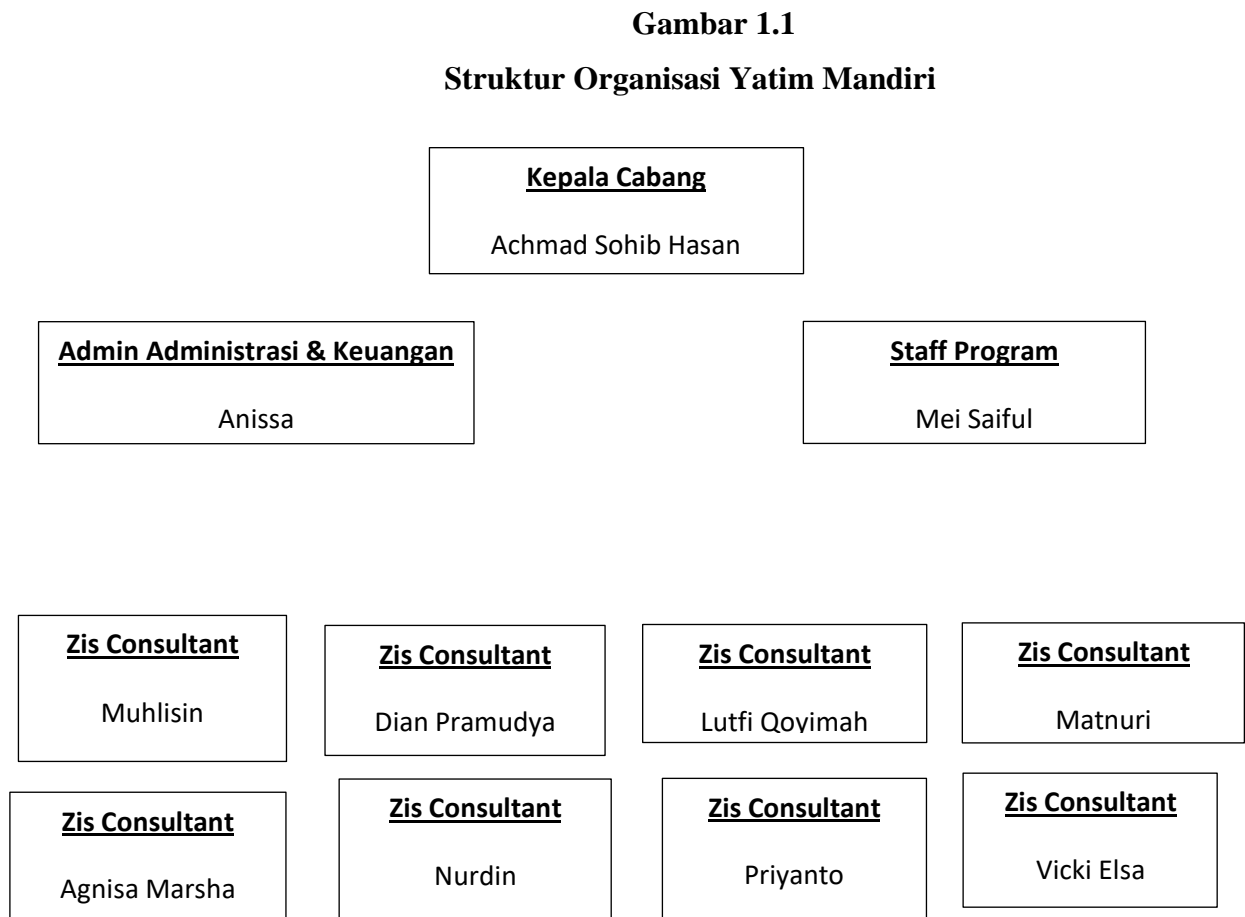 Gambar 1.1
Struktur Organisasi Yatim Mandiri
Kepala Cabang
Achmad Sohib Hasan
Admin Administrasi & Keuangan
Anissa
Staff Program
Mei Saiful
Zis Consultant
Muhlisin
Zis Consultant
Dian Pramudya
Zis Consultant
Lutfi Qoyimah
Zis Consultant
Matnuri
Zis Consultant
Agnisa Marsha
Zis Consultant
Nurdin
Zis Consultant
Priyanto
Zis Consultant
Vicki Elsa